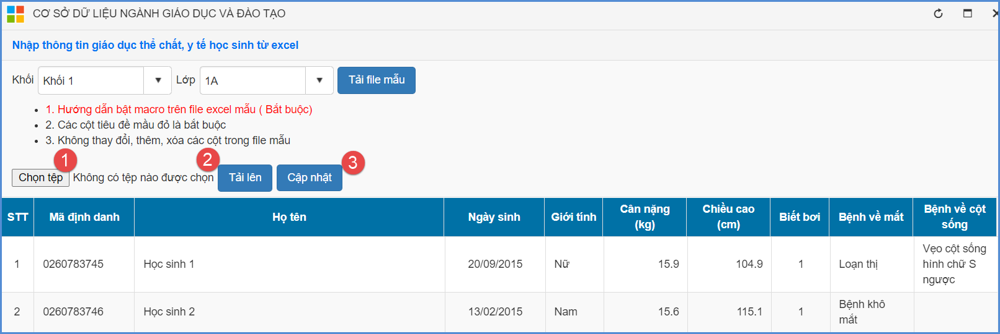 CƠ SỞ DỮ LIỆU NGÀNH GIÁO DỤC VÀ ĐÀO TẠO
Nhập thông tin giáo dục thể chất, y tế học sinh từ excel
Khối Khối 1 Lớp 1A Tải file mẫu
1. Hướng dẫn bật macro trên file excel mẫu ( Bắt buộc)
2. Các cột tiêu đề mầu đỏ là bắt buộc
3. Không thay đổi, thêm, xóa các cột trong file mẫu
1 2 3
Chọn tệp Không có tệp nào được chọn Tải lên Cập nhật
STT Mã định danh Họ tên Ngày sinh Giới tính Cân nặng (kg) Chiều cao (cm) Biết bơi Bệnh về mắt Bệnh về cột sống
1 0260783745 Học sinh 1 20/09/2015 Nữ 15.9 104.9 1 Loạn thị Vẹo cột sống hình chữ S ngược
2 0260783746 Học sinh 2 13/02/2015 Nam 15.6 115.1 1 Bệnh khô mắt